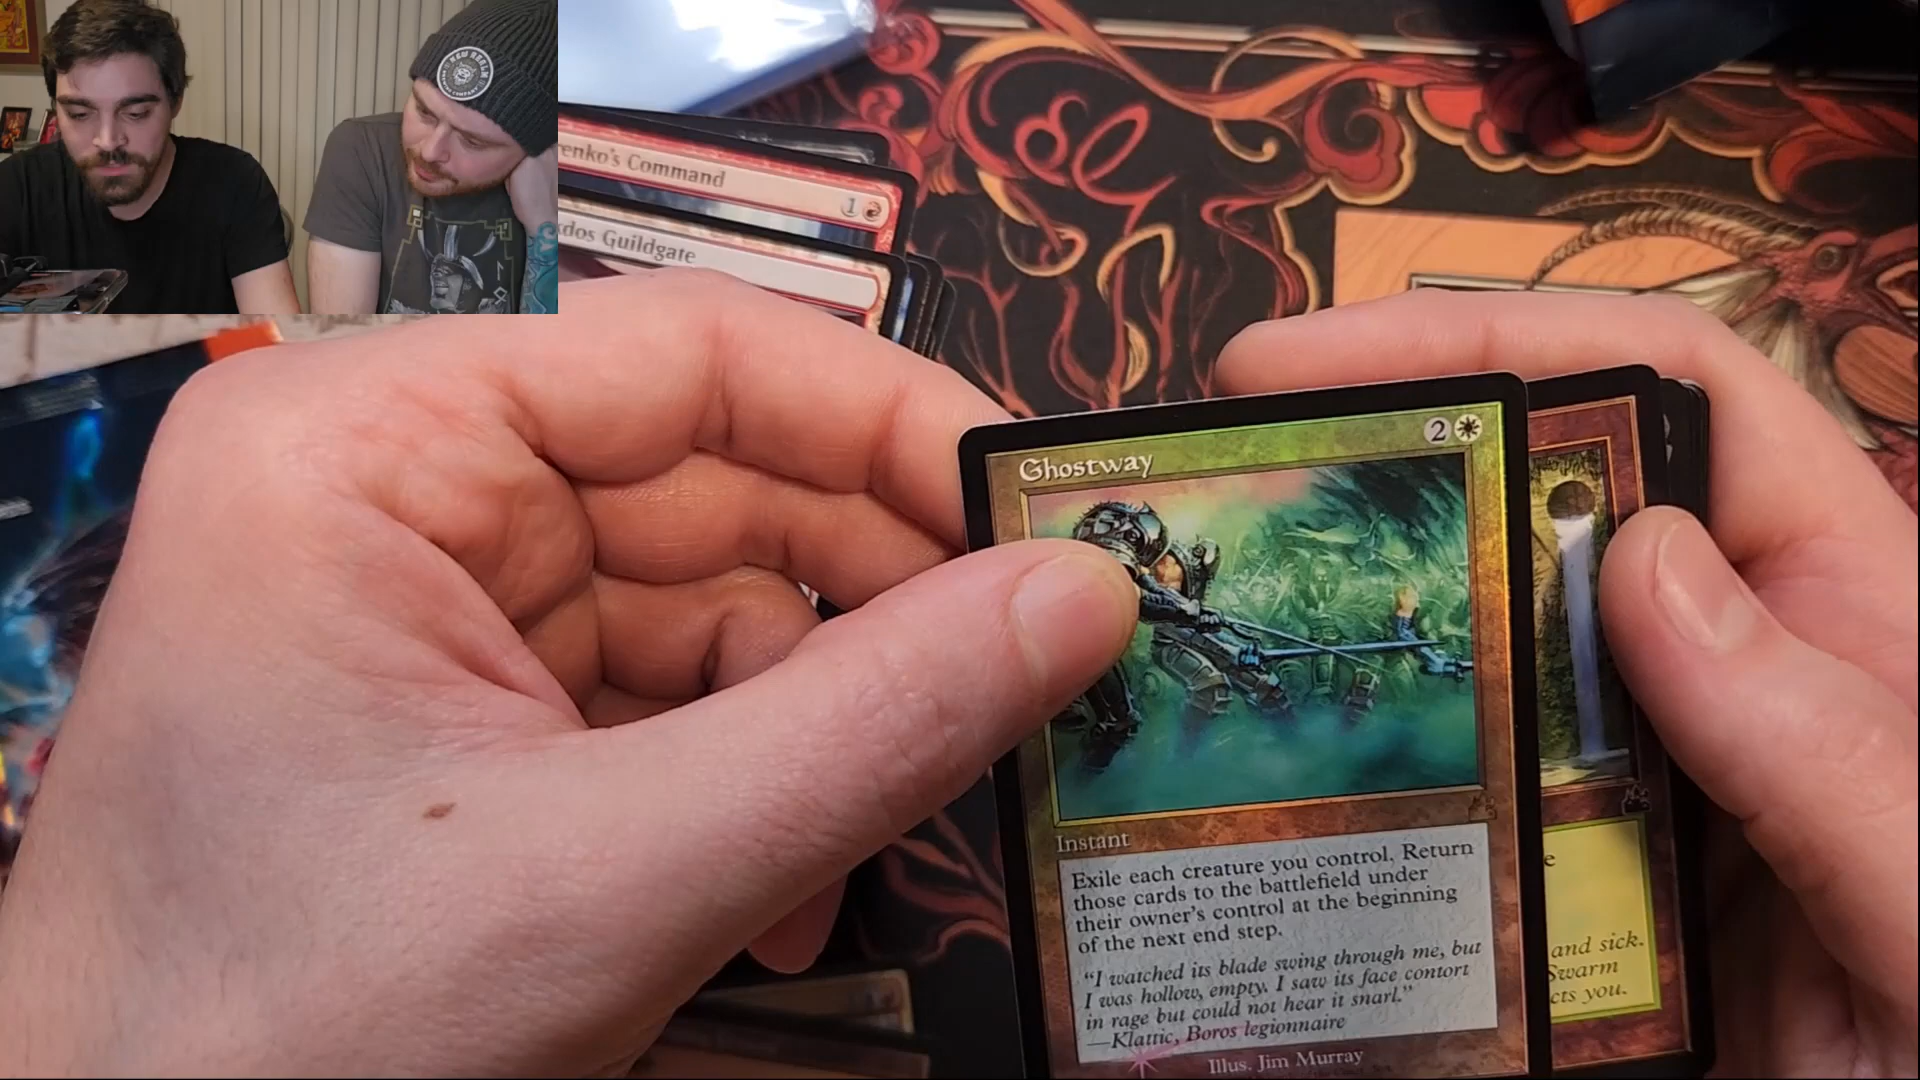 NEW REALM
enko's Command
1
dos Guildgate
Ghostway
2
Instant
Exile each creature you control. Return
those cards to the battlefield under
their owner's control at the beginning
of the next end step.
"I watched its blade swing through me, but
I was hollow, empty. I saw its face contort
in rage but could not hear it snarl."
—Klattic, Boros legionnaire
Illus. Jim Murray
e
and sick.
Swarm
cts you.